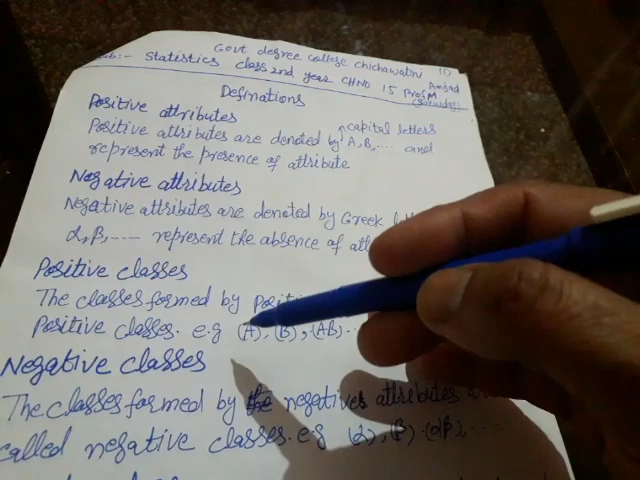 Govt degree college chichawatni (1)
Sub:- Statistics class 2nd year CHNO 15 Prof M Amjad
(Saturday)
Definations
Positive attributes
Positive attributes are denoted by capital letters A, B, .... and
represent the presence of attribute
Negative attributes
Negative attributes are denoted by Greek
α, β, ---- represent the absence of
Positive classes
The classes formed by
Positive classes. e.g (A), (B), (AB) ..
Negative classes
The classes formed by the negatives attributes
called negative classes. e.g (α), (β). (αβ), ...